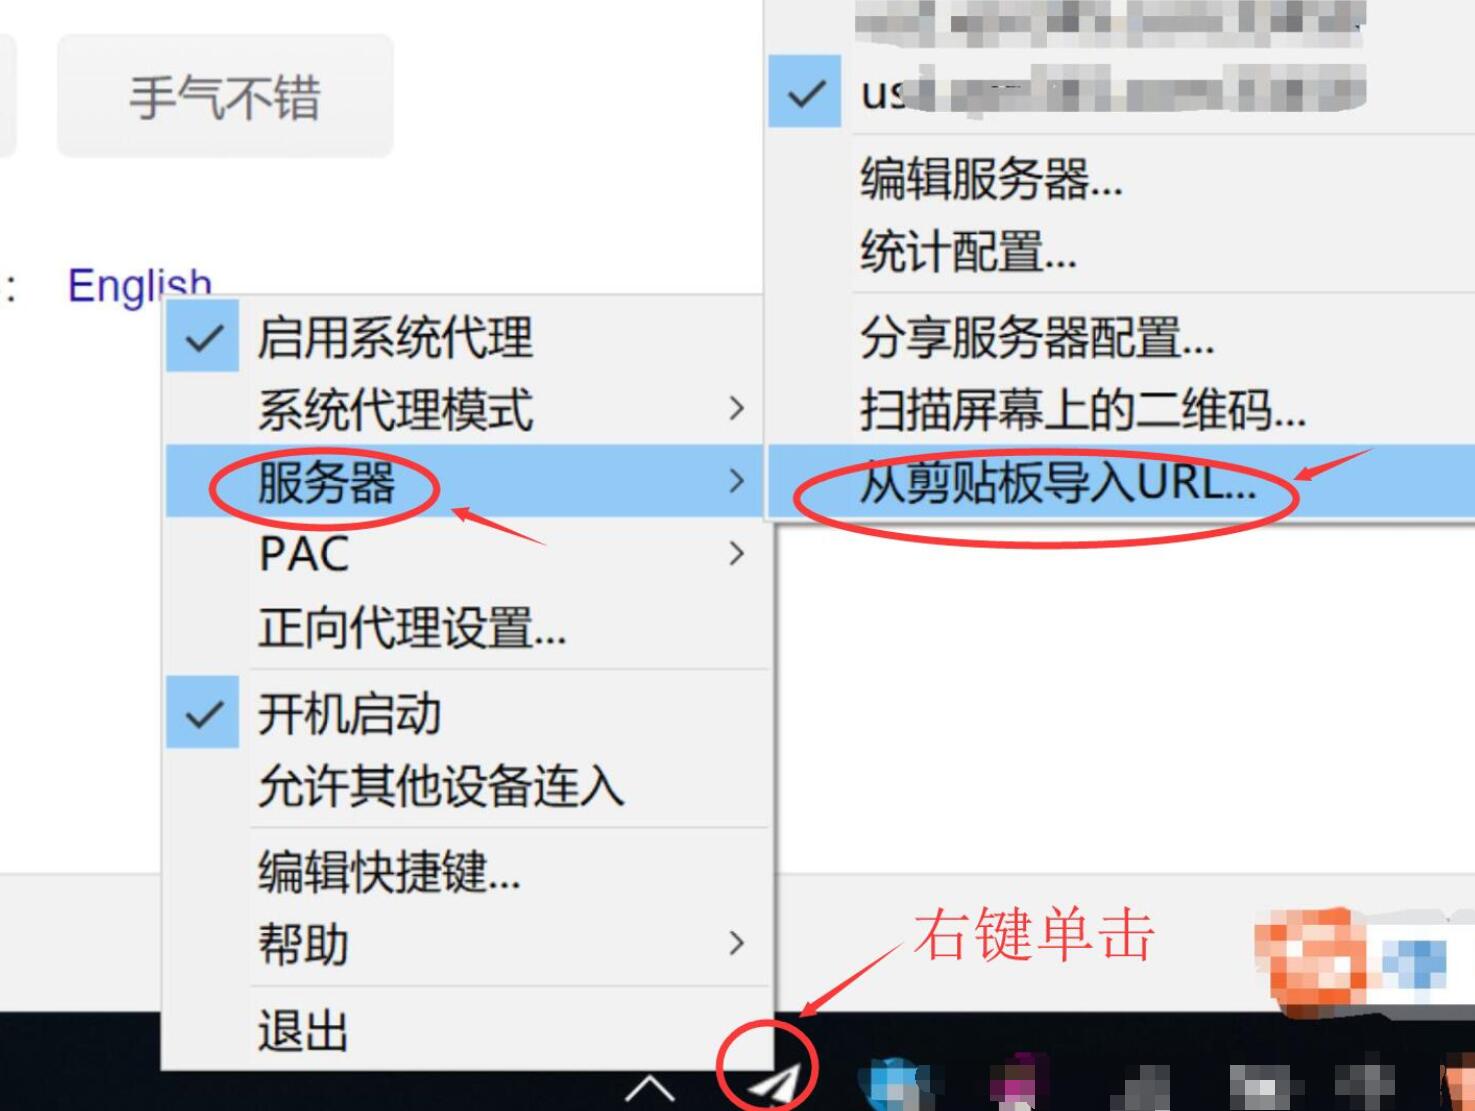 手气不错
English
启用系统代理
系统代理模式
服务器
PAC
正向代理设置...
开机启动
允许其他设备连入
编辑快捷键...
帮助
退出
us
编辑服务器...
统计配置...
分享服务器配置...
扫描屏幕上的二维码...
从剪贴板导入URL...
右键单击